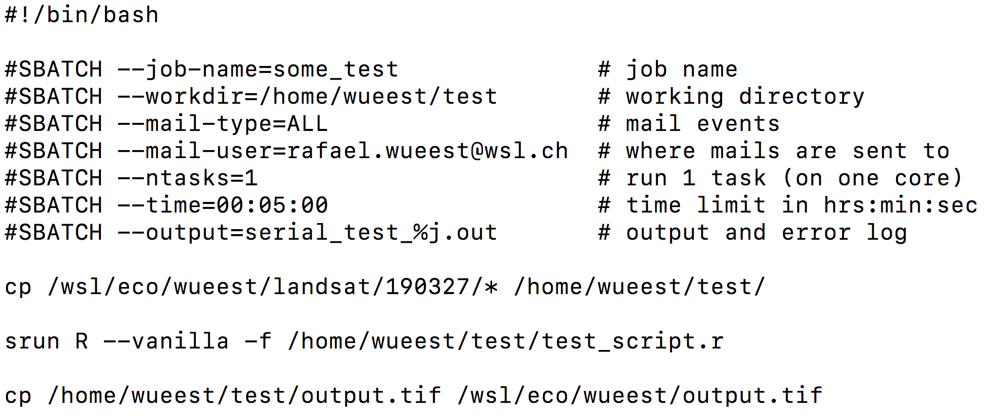 #!/bin/bash
#SBATCH --job-name=some_test # job name
#SBATCH --workdir=/home/wueest/test # working directory
#SBATCH --mail-type=ALL # mail events
#SBATCH --mail-user=rafael.wueest@wsl.ch # where mails are sent to
#SBATCH --ntasks=1 # run 1 task (on one core)
#SBATCH --time=00:05:00 # time limit in hrs:min:sec
#SBATCH --output=serial_test_%j.out # output and error log
cp /wsl/eco/wueest/landsat/190327/* /home/wueest/test/
srun R --vanilla -f /home/wueest/test/test_script.r
cp /home/wueest/test/output.tif /wsl/eco/wueest/output.tif